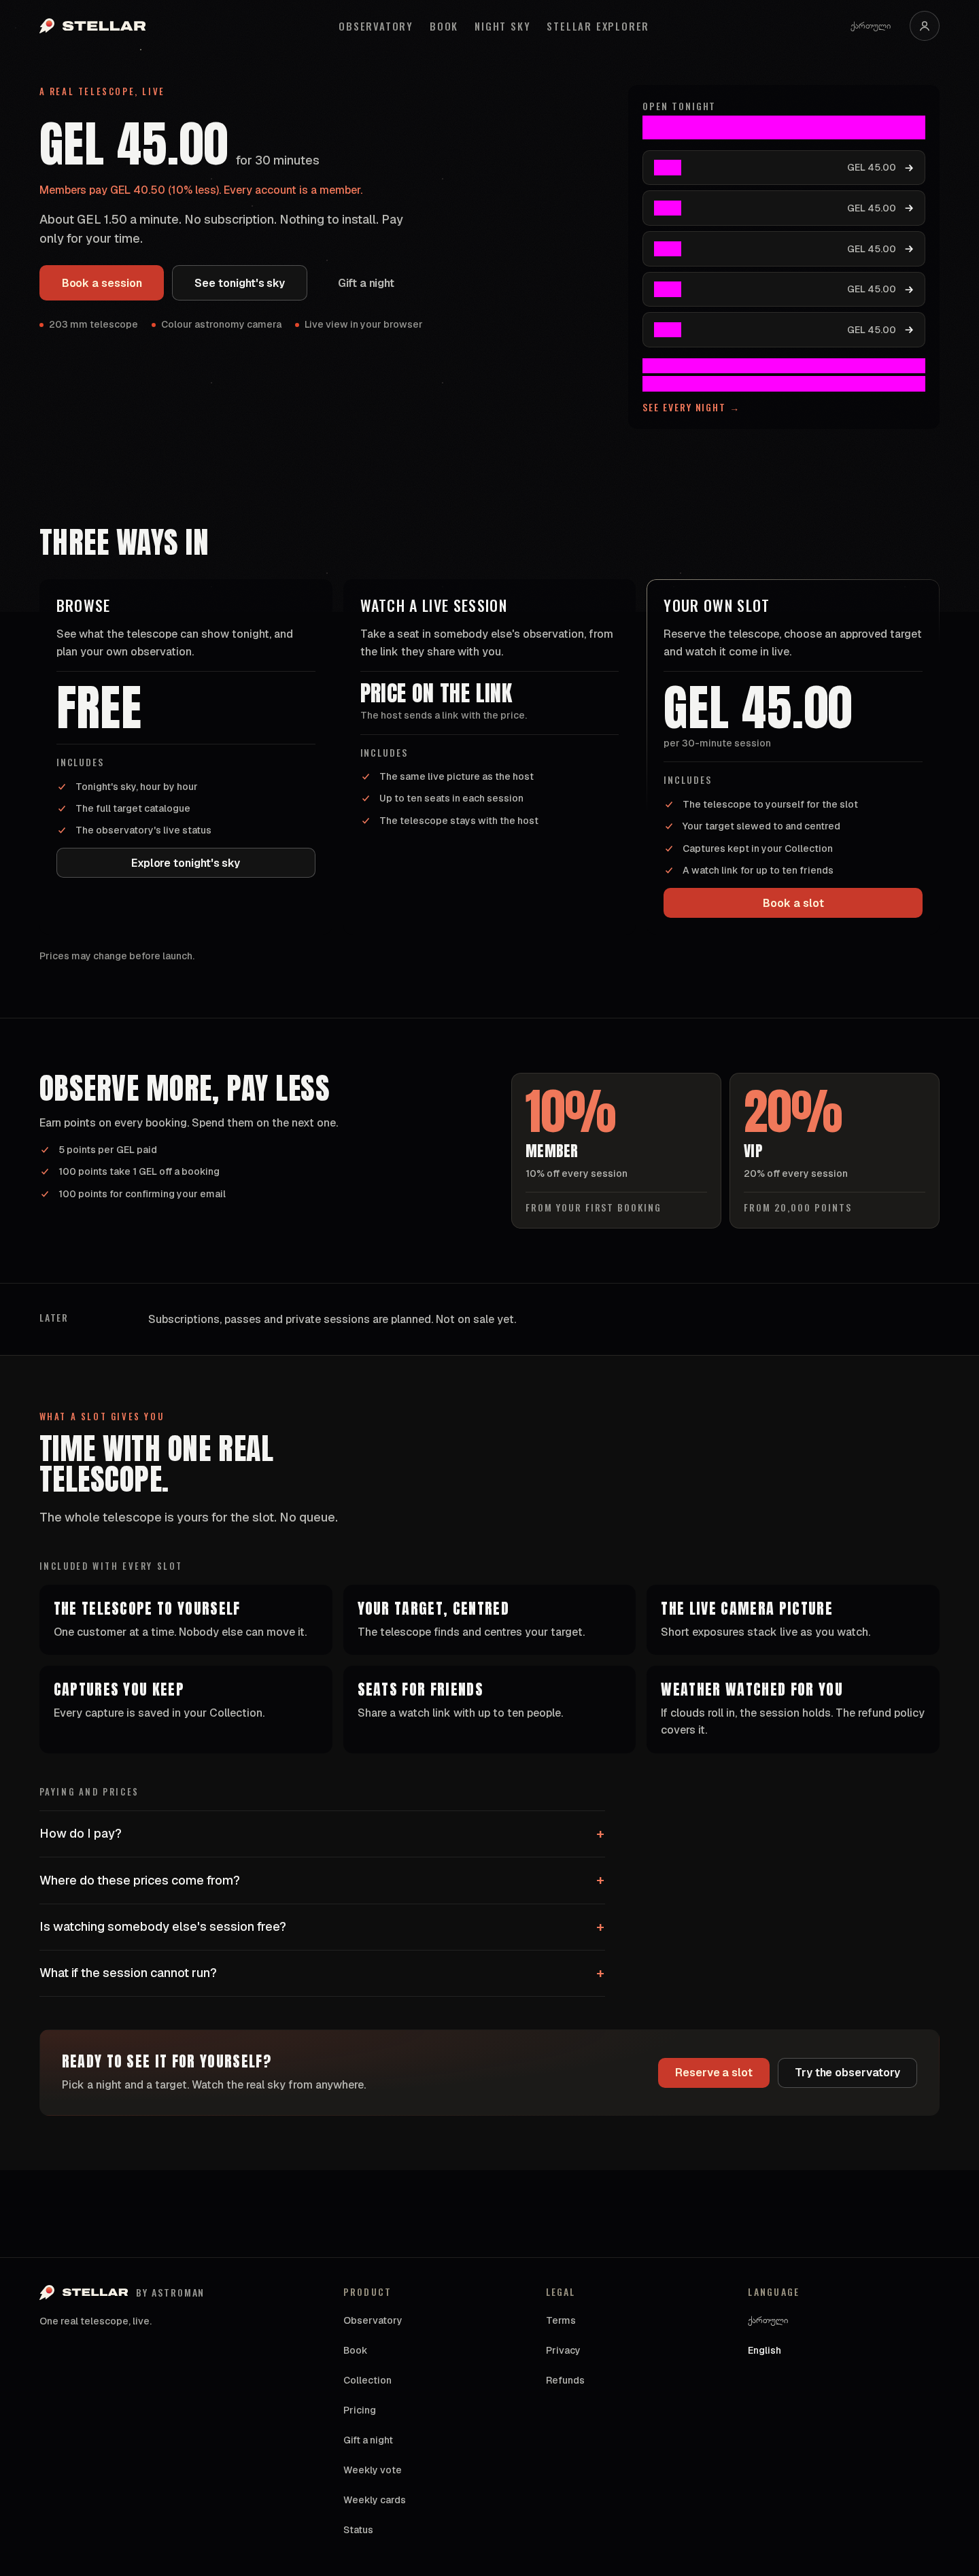 STELLAR
OBSERVATORY BOOK NIGHT SKY STELLAR EXPLORER
ქართული
A REAL TELESCOPE, LIVE
GEL 45.00 for 30 minutes
Members pay GEL 40.50 (10% less). Every account is a member.
About GEL 1.50 a minute. No subscription. Nothing to install. Pay
only for your time.
Book a session
See tonight's sky
Gift a night
203 mm telescope
Colour astronomy camera
Live view in your browser
OPEN TONIGHT
GEL 45.00 →
GEL 45.00 →
GEL 45.00 →
GEL 45.00 →
GEL 45.00 →
SEE EVERY NIGHT →
THREE WAYS IN
BROWSE
See what the telescope can show tonight, and
plan your own observation.
FREE
INCLUDES
Tonight's sky, hour by hour
The full target catalogue
The observatory's live status
Explore tonight's sky
WATCH A LIVE SESSION
Take a seat in somebody else's observation, from
the link they share with you.
PRICE ON THE LINK
The host sends a link with the price.
INCLUDES
The same live picture as the host
Up to ten seats in each session
The telescope stays with the host
YOUR OWN SLOT
Reserve the telescope, choose an approved target
and watch it come in live.
GEL 45.00
per 30-minute session
INCLUDES
The telescope to yourself for the slot
Your target slewed to and centred
Captures kept in your Collection
A watch link for up to ten friends
Book a slot
Prices may change before launch.
OBSERVE MORE, PAY LESS
Earn points on every booking. Spend them on the next one.
5 points per GEL paid
100 points take 1 GEL off a booking
100 points for confirming your email
10%
MEMBER
10% off every session
FROM YOUR FIRST BOOKING
20%
VIP
20% off every session
FROM 20,000 POINTS
LATER
Subscriptions, passes and private sessions are planned. Not on sale yet.
WHAT A SLOT GIVES YOU
TIME WITH ONE REAL
TELESCOPE.
The whole telescope is yours for the slot. No queue.
INCLUDED WITH EVERY SLOT
THE TELESCOPE TO YOURSELF
One customer at a time. Nobody else can move it.
YOUR TARGET, CENTRED
The telescope finds and centres your target.
THE LIVE CAMERA PICTURE
Short exposures stack live as you watch.
CAPTURES YOU KEEP
Every capture is saved in your Collection.
SEATS FOR FRIENDS
Share a watch link with up to ten people.
WEATHER WATCHED FOR YOU
If clouds roll in, the session holds. The refund policy
covers it.
PAYING AND PRICES
How do I pay? +
Where do these prices come from? +
Is watching somebody else's session free? +
What if the session cannot run? +
READY TO SEE IT FOR YOURSELF?
Pick a night and a target. Watch the real sky from anywhere.
Reserve a slot
Try the observatory
STELLAR BY ASTROMAN
One real telescope, live.
PRODUCT
Observatory
Book
Collection
Pricing
Gift a night
Weekly vote
Weekly cards
Status
LEGAL
Terms
Privacy
Refunds
LANGUAGE
ქართული
English